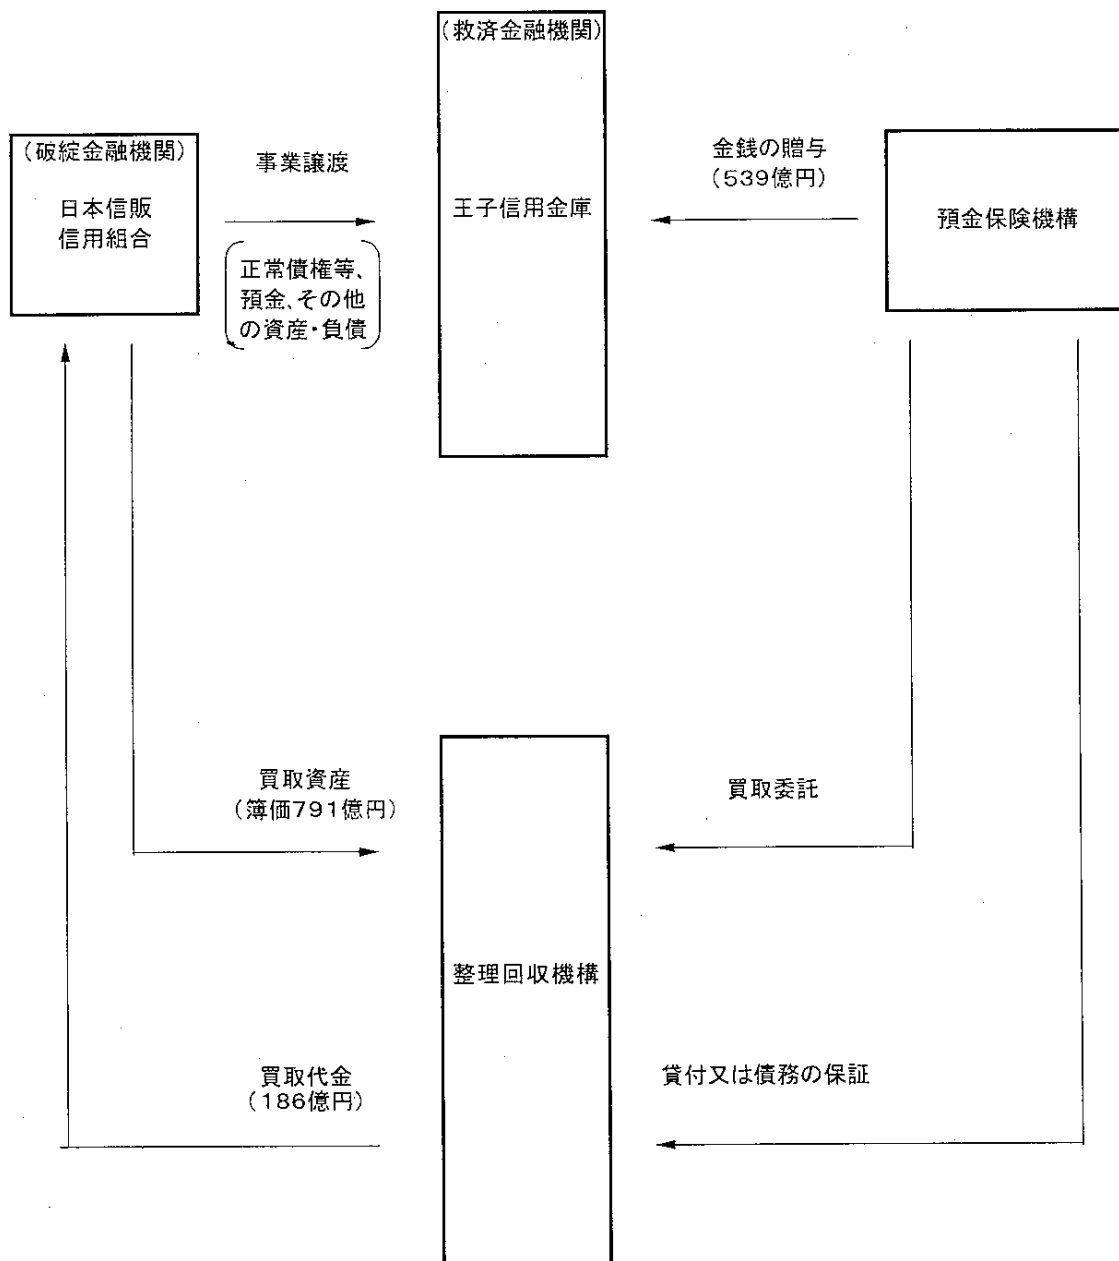 (救済金融機関)
王子信用金庫
(破綻金融機関)
日本信販
信用組合
事業譲渡
正常債権等、
預金、その他
の資産・負債
金銭の贈与
(539億円)
預金保険機構
買取資産
(簿価791億円)
買取委託
整理回収機構
買取代金
(186億円)
貸付又は債務の保証